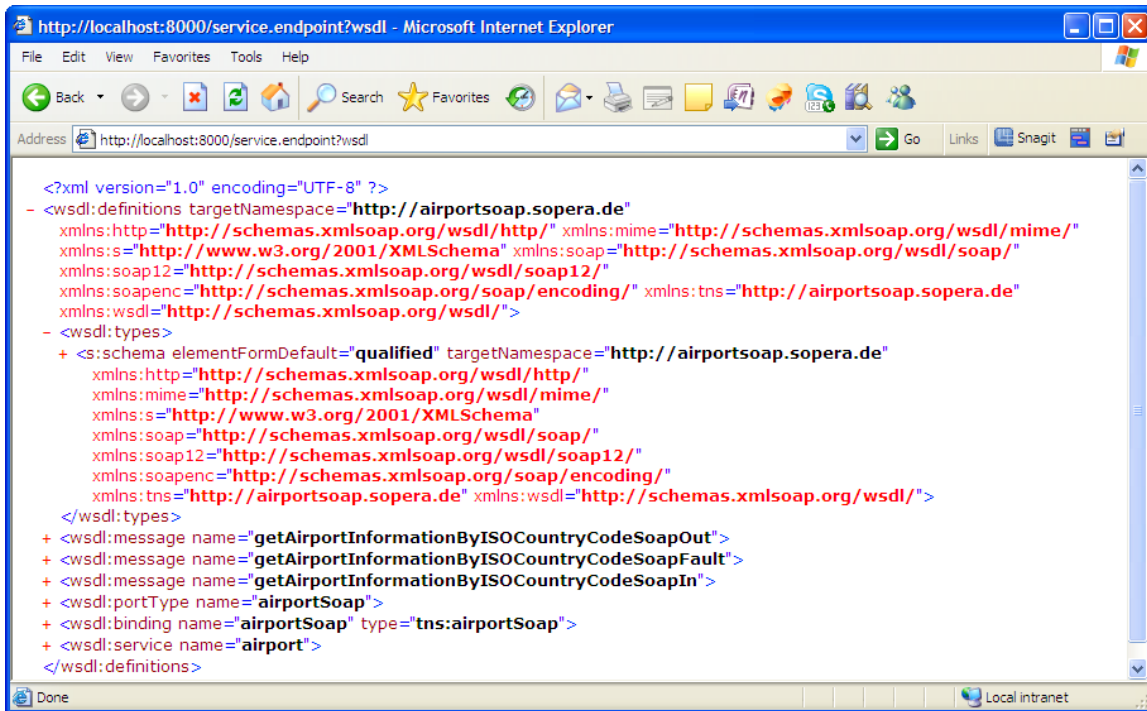 http://localhost:8000/service.endpoint?wsdl - Microsoft Internet Explorer
File Edit View Favorites Tools Help
Back Search Favorites
Address http://localhost:8000/service.endpoint?wsdl Go Links Snagit
<?xml version="1.0" encoding="UTF-8" ?>
- <wsdl:definitions targetNamespace="http://airportsoap.sopera.de"
xmlns:http="http://schemas.xmlsoap.org/wsdl/http/" xmlns:mime="http://schemas.xmlsoap.org/wsdl/mime/"
xmlns:s="http://www.w3.org/2001/XMLSchema" xmlns:soap="http://schemas.xmlsoap.org/wsdl/soap/"
xmlns:soap12="http://schemas.xmlsoap.org/wsdl/soap12/"
xmlns:soapenc="http://schemas.xmlsoap.org/soap/encoding/" xmlns:tns="http://airportsoap.sopera.de"
xmlns:wsdl="http://schemas.xmlsoap.org/wsdl/">
- <wsdl:types>
+ <s:schema elementFormDefault="qualified" targetNamespace="http://airportsoap.sopera.de"
xmlns:http="http://schemas.xmlsoap.org/wsdl/http/"
xmlns:mime="http://schemas.xmlsoap.org/wsdl/mime/"
xmlns:s="http://www.w3.org/2001/XMLSchema"
xmlns:soap="http://schemas.xmlsoap.org/wsdl/soap/"
xmlns:soap12="http://schemas.xmlsoap.org/wsdl/soap12/"
xmlns:soapenc="http://schemas.xmlsoap.org/soap/encoding/"
xmlns:tns="http://airportsoap.sopera.de" xmlns:wsdl="http://schemas.xmlsoap.org/wsdl/">
</wsdl:types>
+ <wsdl:message name="getAirportInformationByISOCountryCodeSoapOut">
+ <wsdl:message name="getAirportInformationByISOCountryCodeSoapFault">
+ <wsdl:message name="getAirportInformationByISOCountryCodeSoapIn">
+ <wsdl:portType name="airportSoap">
+ <wsdl:binding name="airportSoap" type="tns:airportSoap">
+ <wsdl:service name="airport">
</wsdl:definitions>
Done Local intranet